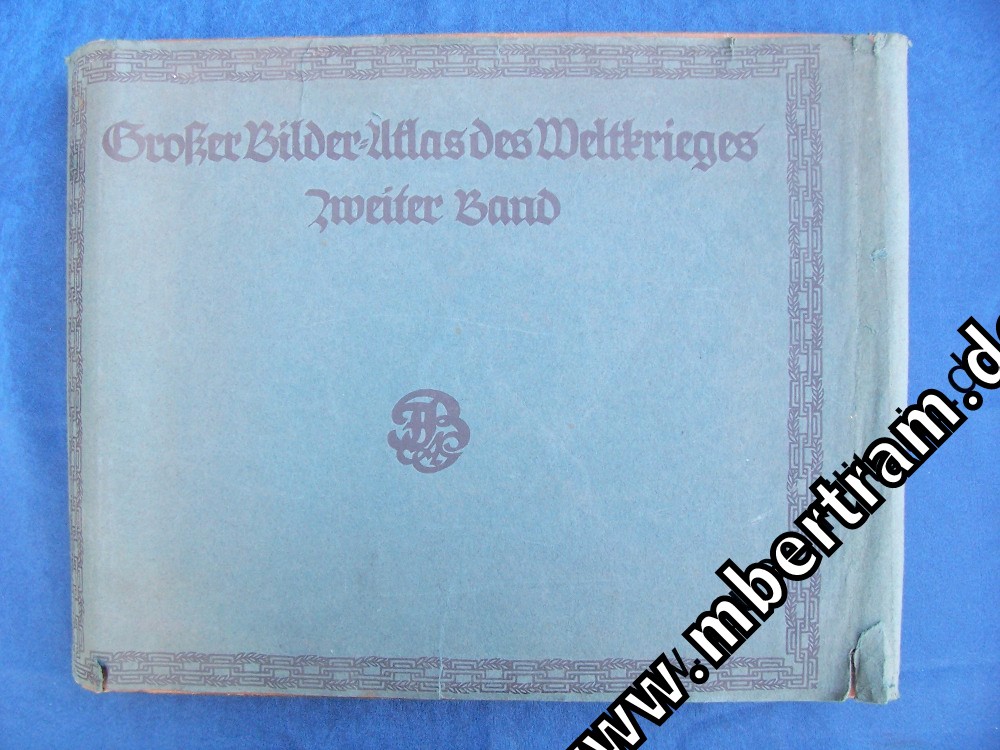 Großer Bilder-Atlas des Weltkrieges
Zweiter Band
www.mbertram.de